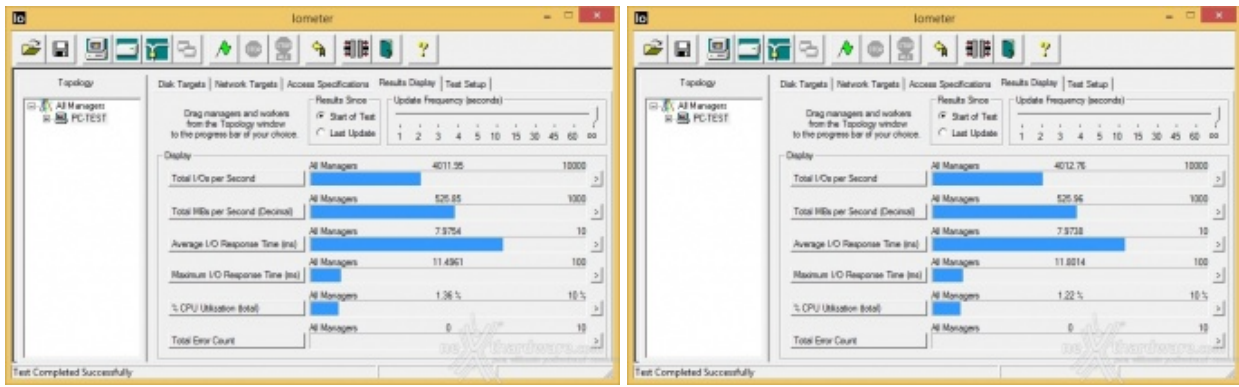 Iometer
Topology
All Managers
PC-TEST
Disk Targets | Network Targets | Access Specifications | Results Display | Test Setup
Drag managers and workers
from the Topology window
to the progress bar of your choice.
Results Since
Start of Test
Last Update
Update Frequency (seconds)
1 2 3 4 5 10 15 30 45 60 oo
Display
All Managers 4011.95 10000
Total I/Os per Second
All Managers 525.85 1000
Total MBs per Second (Decimal)
All Managers 7.9754 10
Average I/O Response Time (ms)
All Managers 11.4961 100
Maximum I/O Response Time (ms)
All Managers 1.36 % 10 %
% CPU Utilization (total)
All Managers 0 10
Total Error Count
Test Completed Successfully
Iometer
Topology
All Managers
PC-TEST
Disk Targets | Network Targets | Access Specifications | Results Display | Test Setup
Drag managers and workers
from the Topology window
to the progress bar of your choice.
Results Since
Start of Test
Last Update
Update Frequency (seconds)
1 2 3 4 5 10 15 30 45 60 oo
Display
All Managers 4012.76 10000
Total I/Os per Second
All Managers 525.96 1000
Total MBs per Second (Decimal)
All Managers 7.9738 10
Average I/O Response Time (ms)
All Managers 11.8014 100
Maximum I/O Response Time (ms)
All Managers 1.22 % 10 %
% CPU Utilization (total)
All Managers 0 10
Total Error Count
Test Completed Successfully